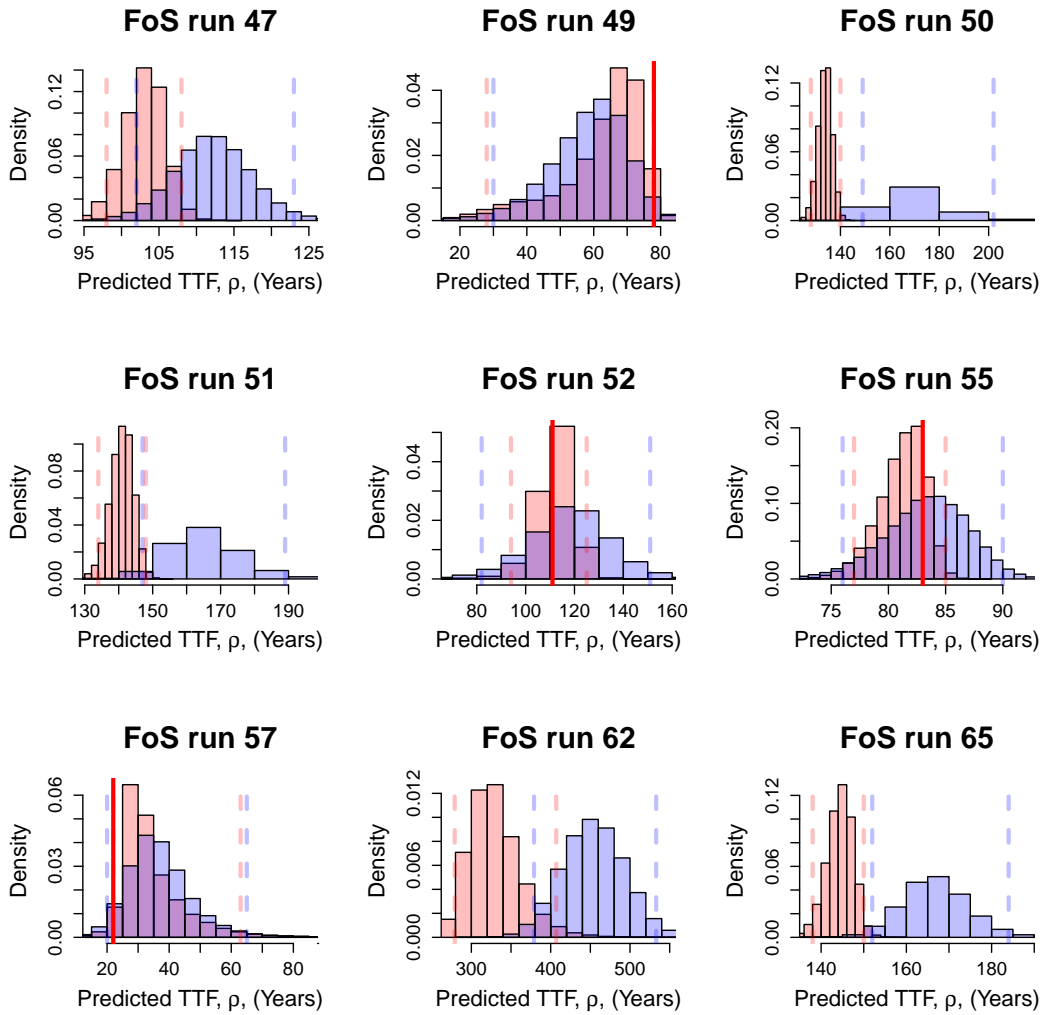 FoS run 47
FoS run 49
FoS run 50
Density
0.00
0.06
0.12
95
105
115
125
Predicted TTF, ρ, (Years)
Density
0.00
0.02
0.04
20
40
60
80
Predicted TTF, ρ, (Years)
Density
0.00
0.06
0.12
140
160
180
200
Predicted TTF, ρ, (Years)
FoS run 51
FoS run 52
FoS run 55
Density
0.00
0.04
0.08
130
150
170
190
Predicted TTF, ρ, (Years)
Density
0.00
0.02
0.04
80
100
120
140
160
Predicted TTF, ρ, (Years)
Density
0.00
0.10
0.20
75
80
85
90
Predicted TTF, ρ, (Years)
FoS run 57
FoS run 62
FoS run 65
Density
0.00
0.03
0.06
20
40
60
80
Predicted TTF, ρ, (Years)
Density
0.000
0.006
0.012
300
400
500
Predicted TTF, ρ, (Years)
Density
0.00
0.06
0.12
140
160
180
Predicted TTF, ρ, (Years)